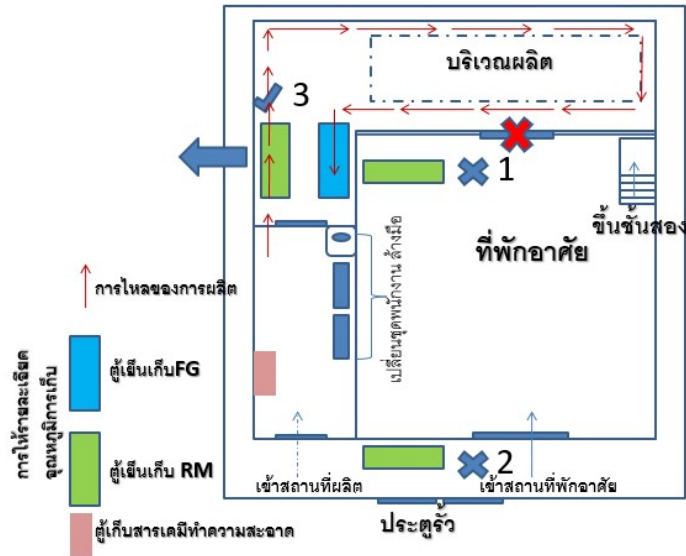 บริเวณผลิต
3
1
ขึ้นชั้นสอง
ที่พักอาศัย
เปลี่ยนชุดพนักงาน ล้างมือ
การไหลของการผลิต
การให้รายละเอียด
อุณหภูมิการเก็บ
ตู้เย็นเก็บFG
ตู้เย็นเก็บ RM
ตู้เก็บสารเคมีทำความสะอาด
2
เข้าสถานที่ผลิต
เข้าสถานที่พักอาศัย
ประตูรั้ว